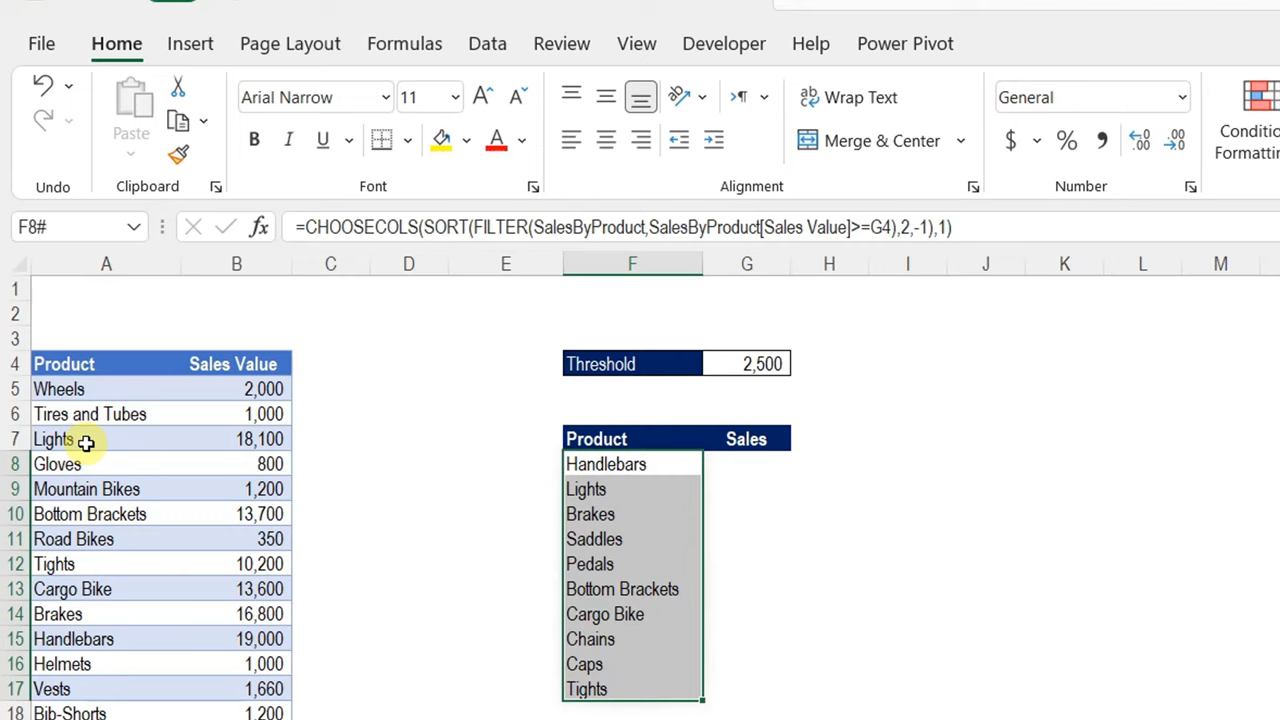 File Home Insert Page Layout Formulas Data Review View Developer Help Power Pivot
Arial Narrow 11 Wrap Text General
Paste B I U Merge & Center $ % Conditio
Formatting
Undo Clipboard Font Alignment Number
F8# fx =CHOOSECOLS(SORT(FILTER(SalesByProduct,SalesByProduct[Sales Value]>=G4),2,-1),1)
A B C D E F G H I J K L M
1
2
3
4 Product Sales Value Threshold 2,500
5 Wheels 2,000
6 Tires and Tubes 1,000
7 Lights 18,100 Product Sales
8 Gloves 800 Handlebars
9 Mountain Bikes 1,200 Lights
10 Bottom Brackets 13,700 Brakes
11 Road Bikes 350 Saddles
12 Tights 10,200 Pedals
13 Cargo Bike 13,600 Bottom Brackets
14 Brakes 16,800 Cargo Bike
15 Handlebars 19,000 Chains
16 Helmets 1,000 Caps
17 Vests 1,660 Tights
18 Bib-Shorts 1,200